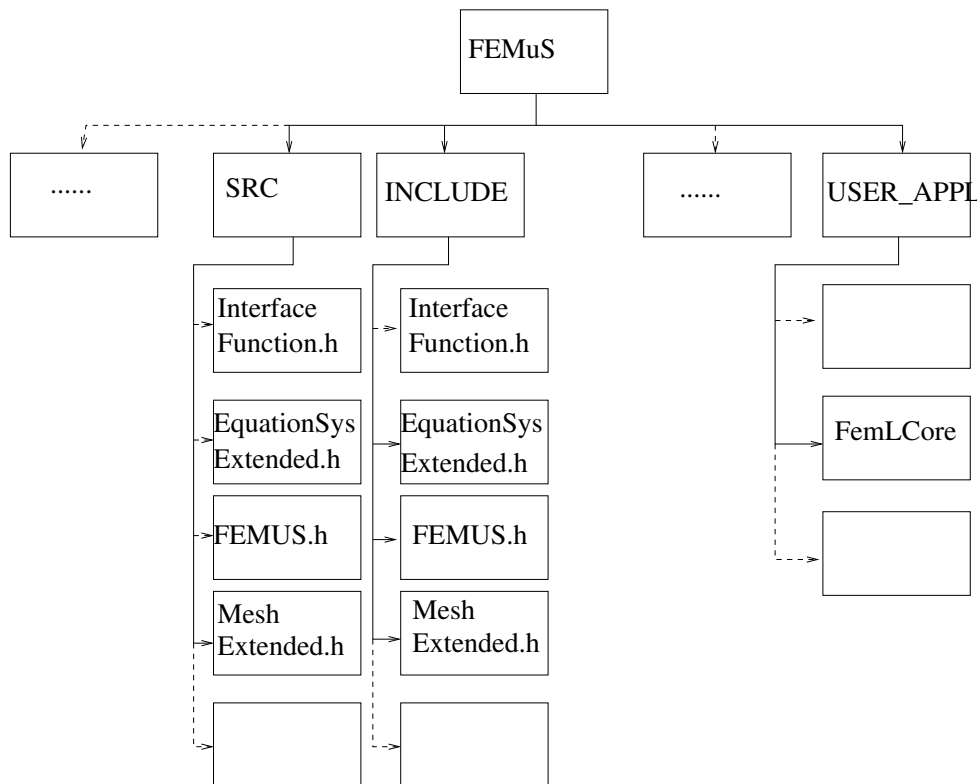 FEMuS
......
SRC
INCLUDE
......
USER_APPL
Interface
Function.h
EquationSys
Extended.h
FEMUS.h
Mesh
Extended.h
Interface
Function.h
EquationSys
Extended.h
FEMUS.h
Mesh
Extended.h
FemLCore